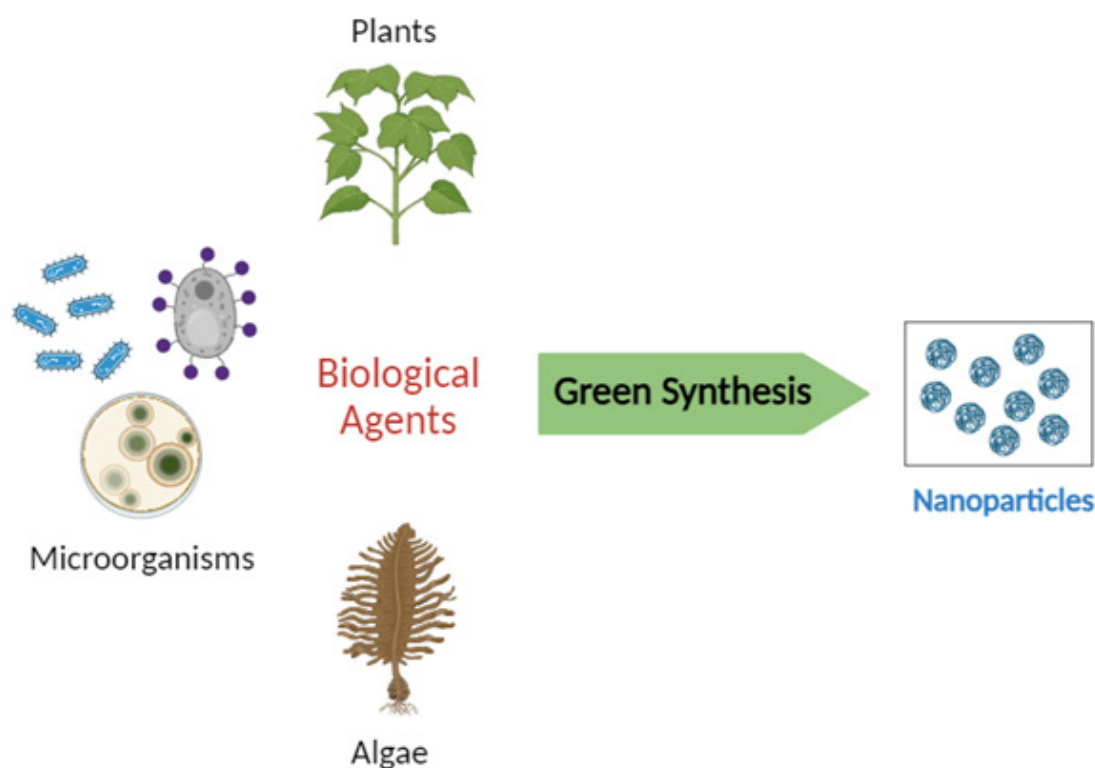 Plants
Biological
Agents
Green Synthesis
Nanoparticles
Microorganisms
Algae